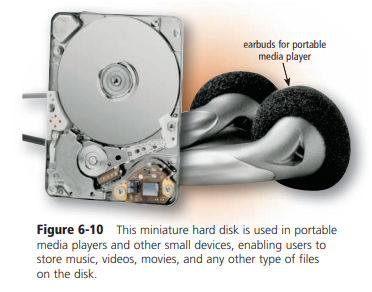 earbuds for portable
media player
Figure 6-10 This miniature hard disk is used in portable
media players and other small devices, enabling users to
store music, videos, movies, and any other type of files
on the disk.